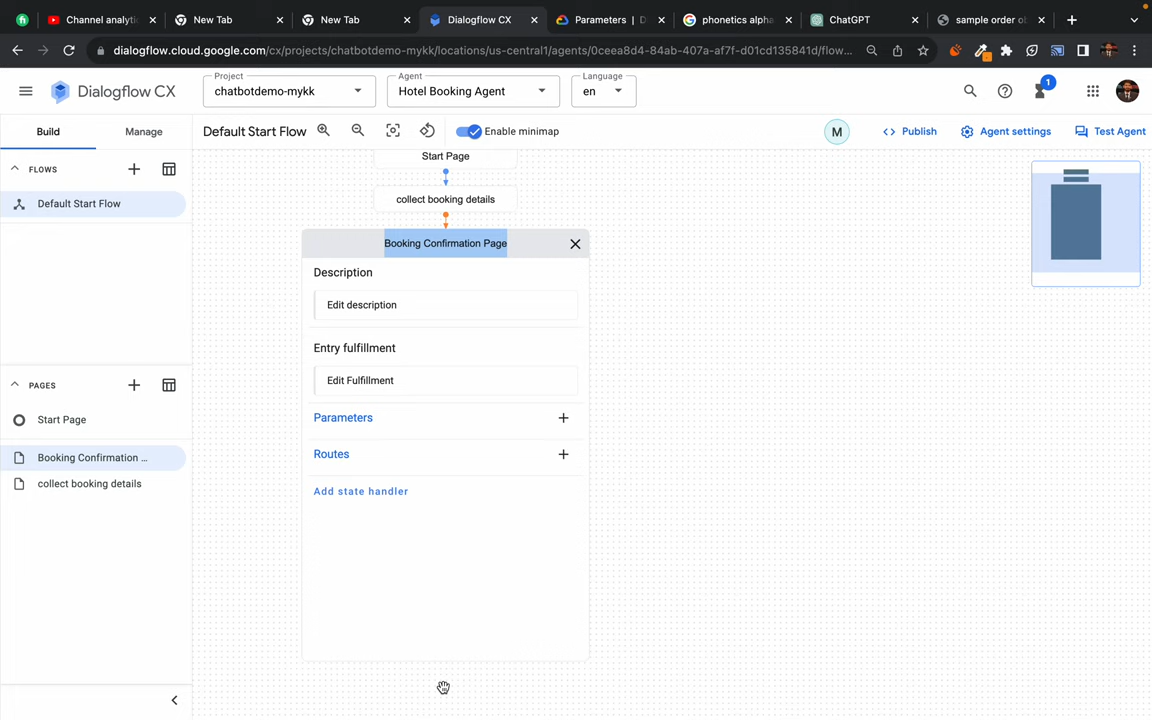 Channel analytic
New Tab
New Tab
Dialogflow CX
Parameters | D
phonetics alpha
ChatGPT
sample order ob
dialogflow.cloud.google.com/cx/projects/chatbotdemo-mykk/locations/us-central1/agents/0ceea8d4-84ab-407a-af7f-d01cd135841d/flow...
Dialogflow CX
Project
chatbotdemo-mykk
Agent
Hotel Booking Agent
Language
en
1
Build
Manage
Default Start Flow
Enable minimap
M
Publish
Agent settings
Test Agent
FLOWS
Default Start Flow
PAGES
Start Page
Booking Confirmation ...
collect booking details
Start Page
collect booking details
Booking Confirmation Page
Description
Edit description
Entry fulfillment
Edit Fulfillment
Parameters
Routes
Add state handler